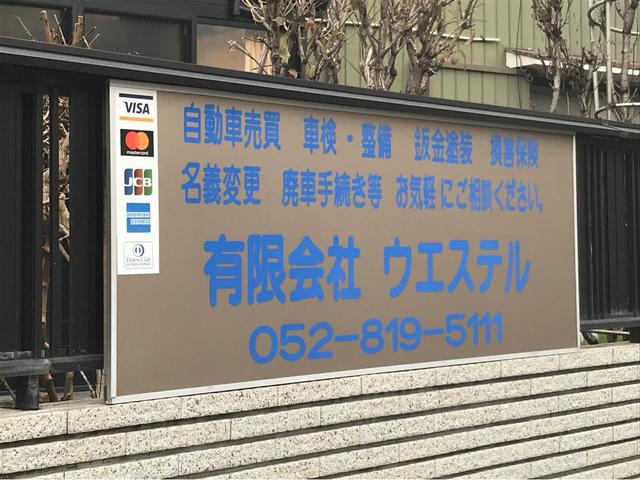 VISA
mastercard
JCB
AMERICAN EXPRESS
Diners Club
INTERNATIONAL
自動車売買 車検・整備 鈑金塗装 損害保険
名義変更 廃車手続き等 お気軽にご相談ください。
有限会社 ウエステル
052-819-5111